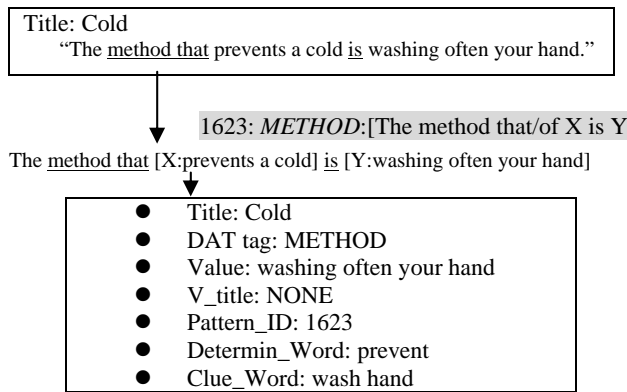 Title: Cold
“The method that prevents a cold is washing often your hand.”
1623: METHOD:[The method that/of X is Y
The method that [X:prevents a cold] is [Y:washing often your hand]
● Title: Cold
● DAT tag: METHOD
● Value: washing often your hand
● V_title: NONE
● Pattern_ID: 1623
● Determin_Word: prevent
● Clue_Word: wash hand